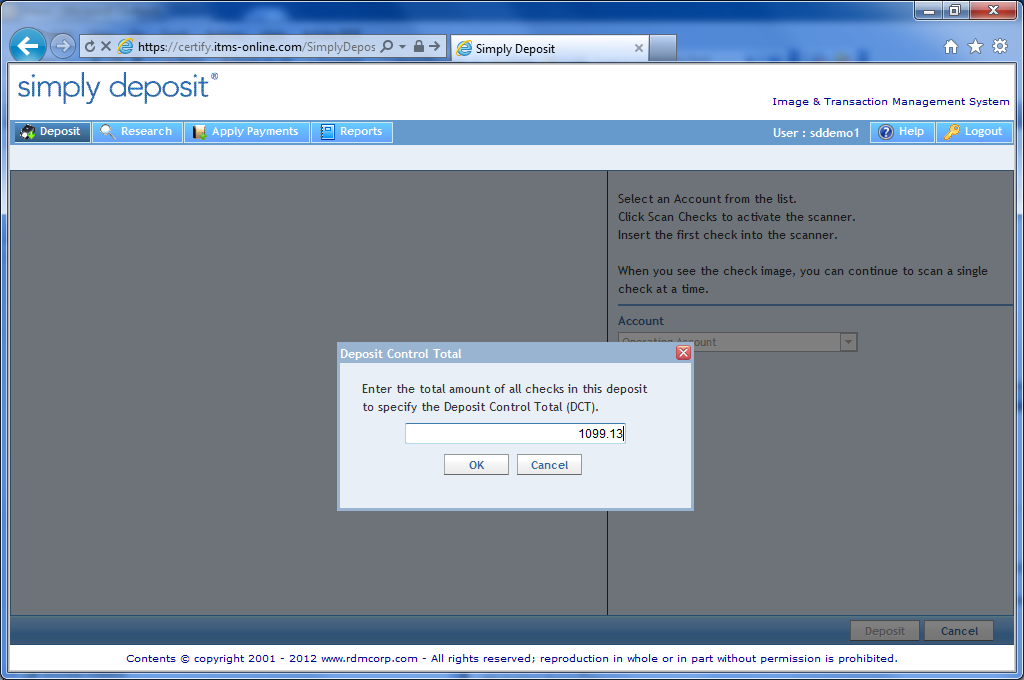 https://certify.itms-online.com/SimplyDepos
Simply Deposit
simply deposit®
Image & Transaction Management System
Deposit
Research
Apply Payments
Reports
User : sddemo1
Help
Logout
Select an Account from the list.
Click Scan Checks to activate the scanner.
Insert the first check into the scanner.
When you see the check image, you can continue to scan a single
check at a time.
Account
Operating Account
Deposit Control Total
Enter the total amount of all checks in this deposit
to specify the Deposit Control Total (DCT).
1099.13
OK
Cancel
Deposit
Cancel
Contents © copyright 2001 - 2012 www.rdmcorp.com - All rights reserved; reproduction in whole or in part without permission is prohibited.